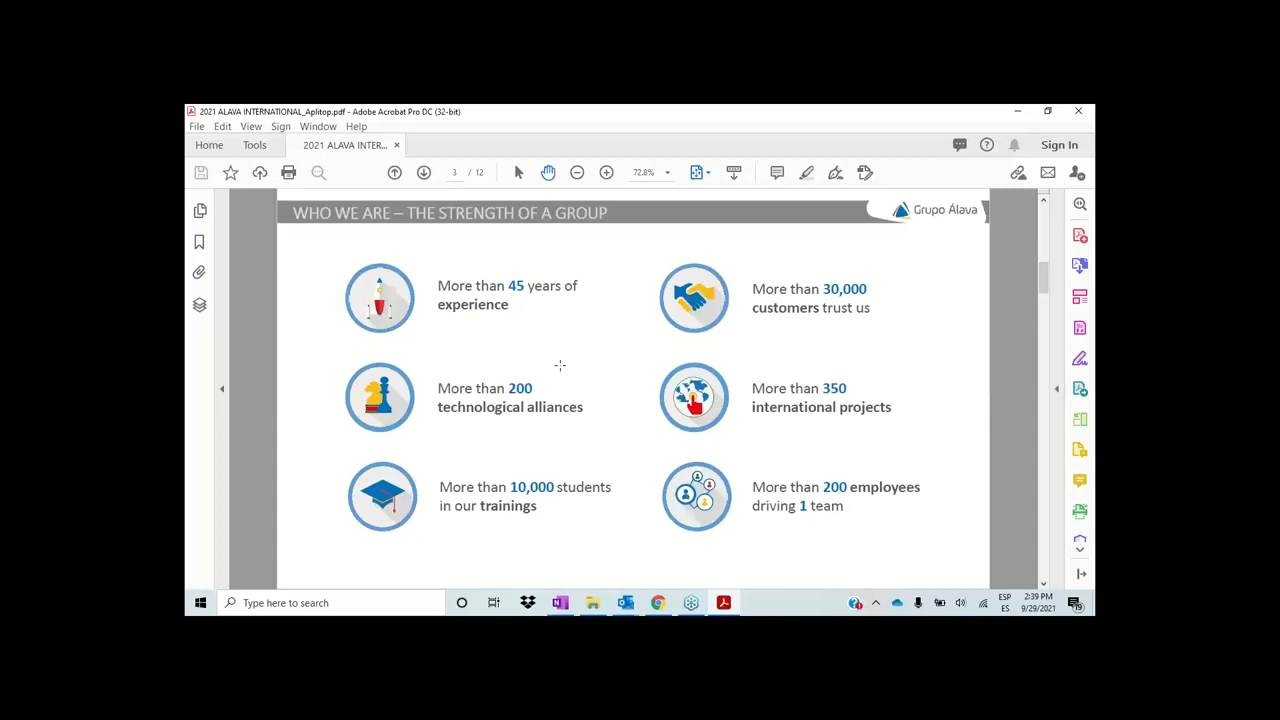 2021 ALAVA INTERNATIONAL_Aplitop.pdf - Adobe Acrobat Pro DC (32-bit)
File Edit View Sign Window Help
Home Tools 2021 ALAVA INTER... × Sign In
3 / 12 72.8%
WHO WE ARE – THE STRENGTH OF A GROUP
Grupo Álava
More than 45 years of
experience
More than 30,000
customers trust us
More than 200
technological alliances
More than 350
international projects
More than 10,000 students
in our trainings
More than 200 employees
driving 1 team
Type here to search
ESP
ES
2:39 PM
9/29/2021
19